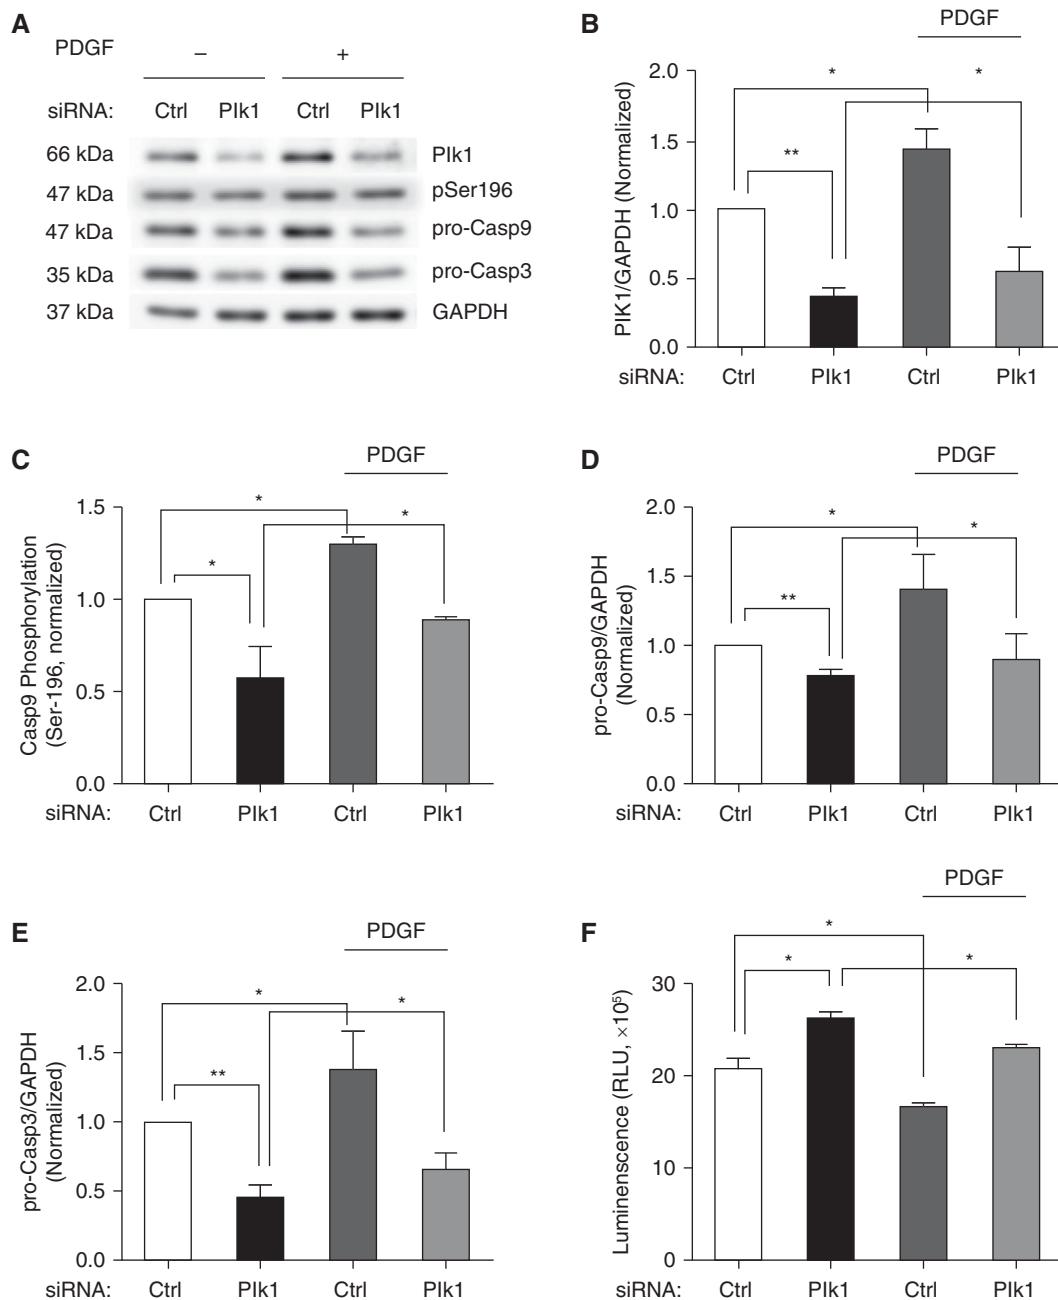 A
PDGF – +
siRNA: Ctrl Plk1 Ctrl Plk1
66 kDa Plk1
47 kDa pSer196
47 kDa pro-Casp9
35 kDa pro-Casp3
37 kDa GAPDH
B
PDGF
PlK1/GAPDH (Normalized)
2.0
1.5
1.0
0.5
0.0
* *
**
siRNA: Ctrl Plk1 Ctrl Plk1
C
PDGF
Casp9 Phosphorylation
(Ser-196, normalized)
1.5
1.0
0.5
0.0
* *
*
siRNA: Ctrl Plk1 Ctrl Plk1
D
PDGF
pro-Casp9/GAPDH
(Normalized)
2.0
1.5
1.0
0.5
0.0
* *
**
siRNA: Ctrl Plk1 Ctrl Plk1
E
PDGF
pro-Casp3/GAPDH
(Normalized)
2.0
1.5
1.0
0.5
0.0
* *
**
siRNA: Ctrl Plk1 Ctrl Plk1
F
PDGF
Luminenscence (RLU, ×10⁵)
30
20
10
0
*
* *
siRNA: Ctrl Plk1 Ctrl Plk1